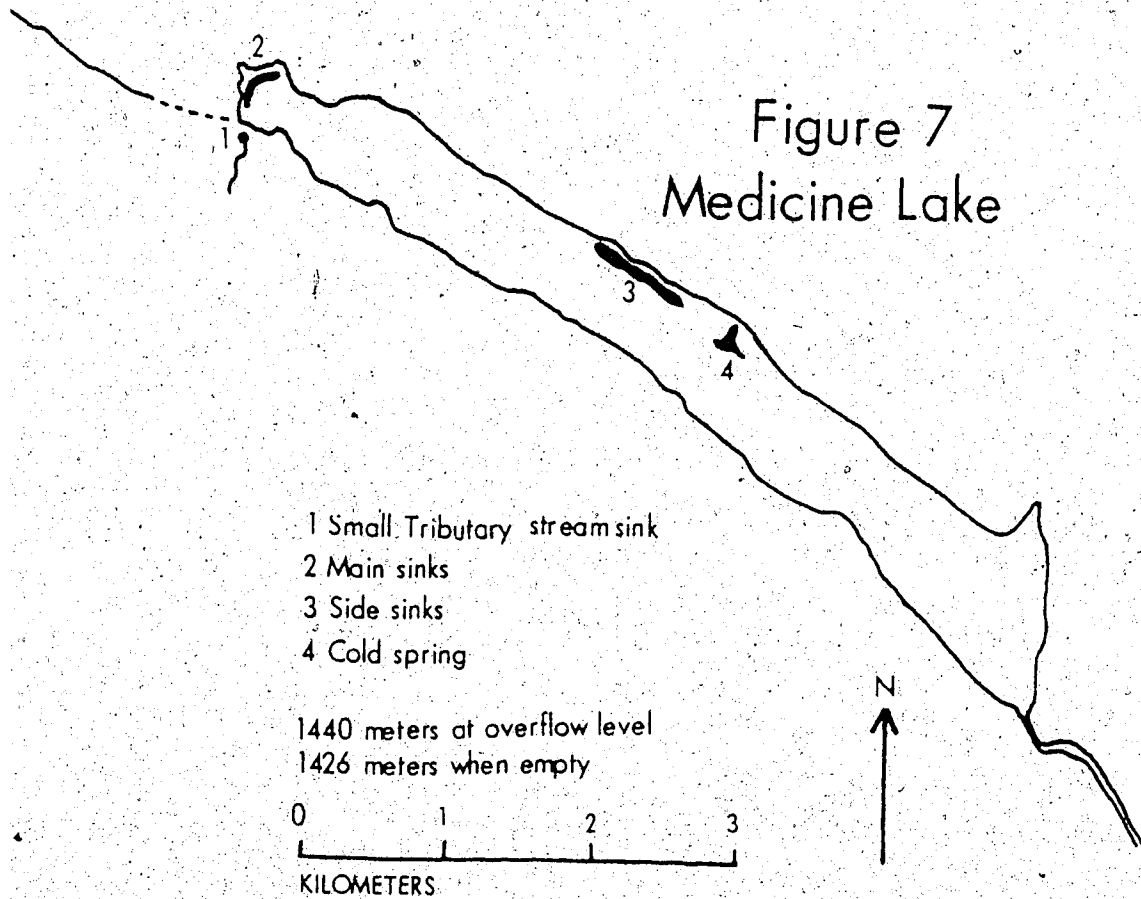 Figure 7
Medicine Lake
2
1
3
4
1 Small Tributary stream sink
2 Main sinks
3 Side sinks
4 Cold spring
1440 meters at overflow level
1426 meters when empty
N
0 1 2 3
KILOMETERS